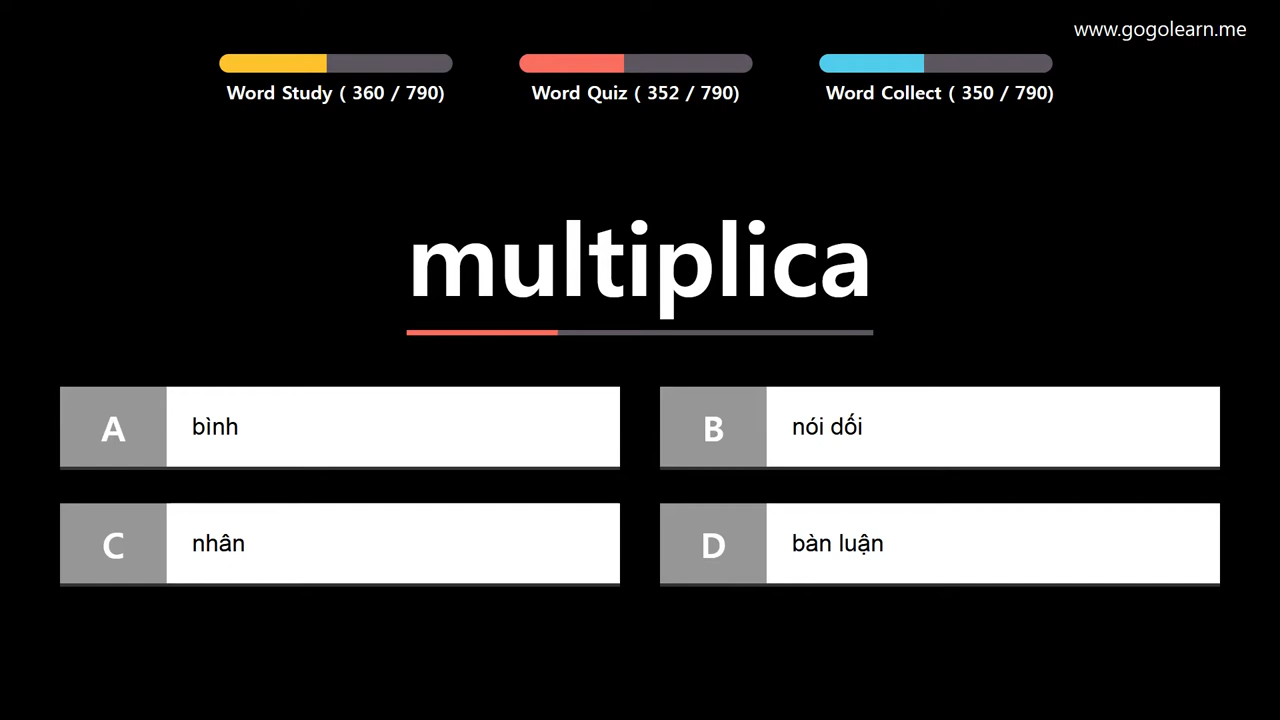 www.gogolearn.me
Word Study ( 360 / 790)
Word Quiz ( 352 / 790)
Word Collect ( 350 / 790)
multiplica
A bình
B nói dối
C nhân
D bàn luận